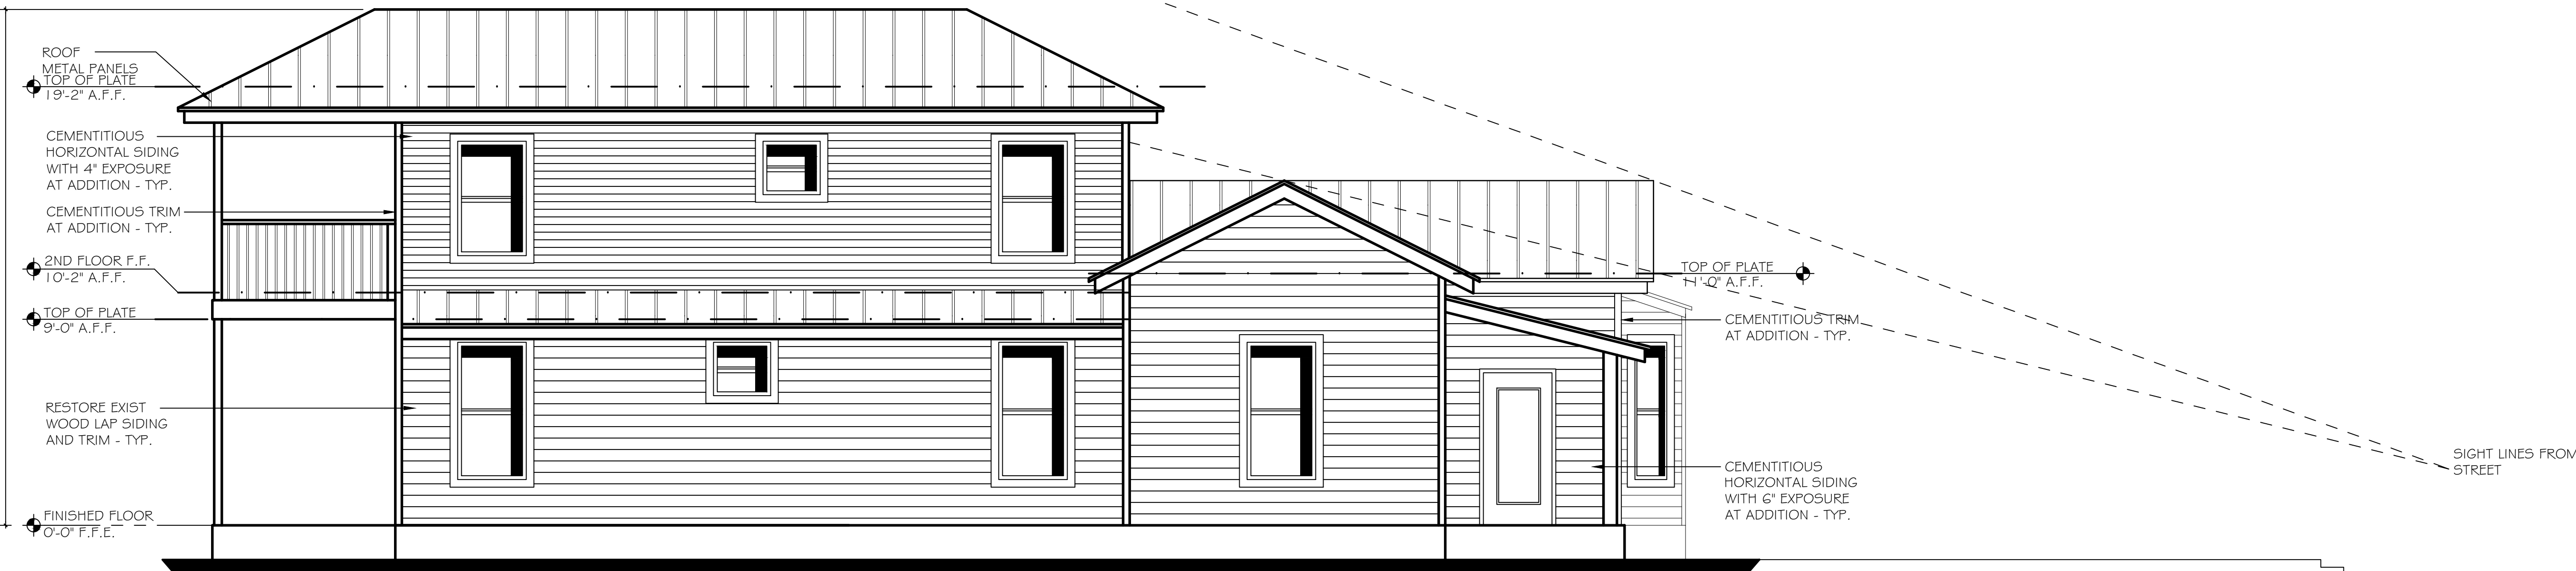 ROOF
METAL PANELS
TOP OF PLATE
19'-2" A.F.F.
CEMENTITIOUS
HORIZONTAL SIDING
WITH 4" EXPOSURE
AT ADDITION - TYP.
CEMENTITIOUS TRIM
AT ADDITION - TYP.
2ND FLOOR F.F.
10'-2" A.F.F.
TOP OF PLATE
9'-0" A.F.F.
RESTORE EXIST
WOOD LAP SIDING
AND TRIM - TYP.
FINISHED FLOOR
0'-0" F.F.E.
TOP OF PLATE
11'-0" A.F.F.
CEMENTITIOUS TRIM
AT ADDITION - TYP.
CEMENTITIOUS
HORIZONTAL SIDING
WITH 6" EXPOSURE
AT ADDITION - TYP.
SIGHT LINES FROM
STREET